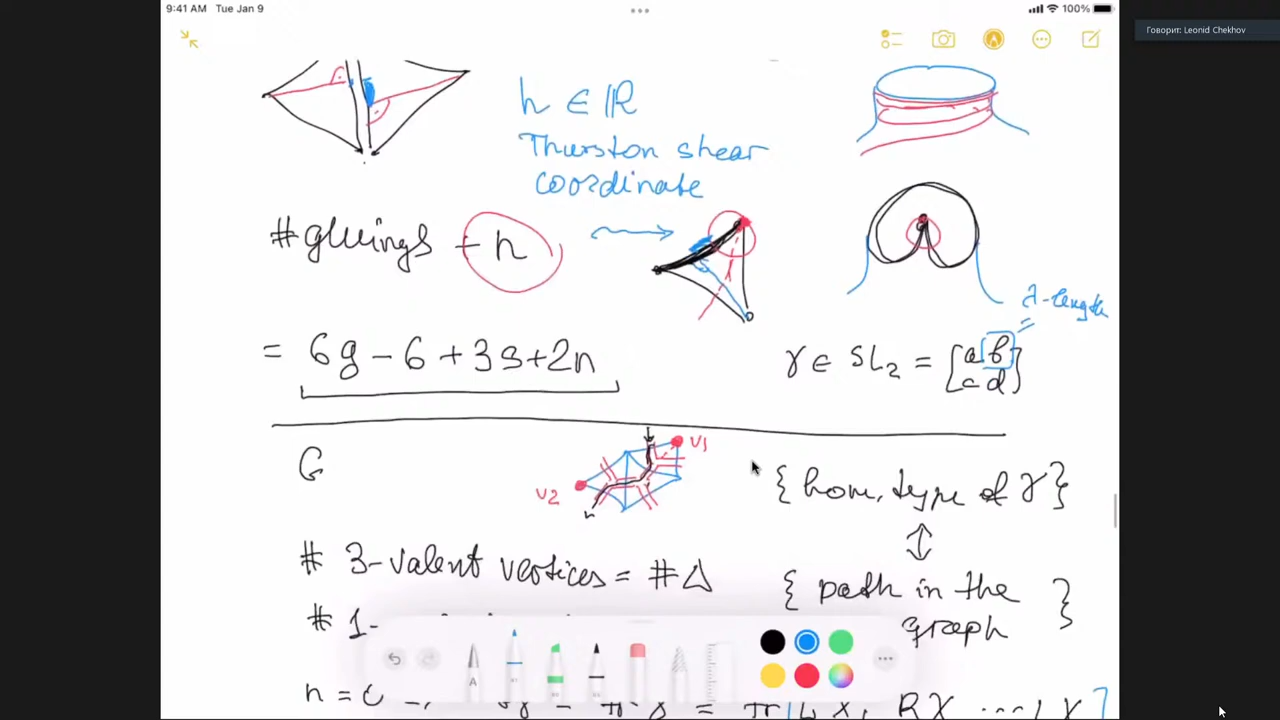 9:41 AM Tue Jan 9
100%
Говорит: Leonid Chekhov
h ∈ ℝ
Thurston shear
coordinate
#gluings + n
λ-length
=
= 6g - 6 + 3s + 2n
γ ∈ SL₂ = [a b
c d]
G
v1
v2
{ hom. type of γ }
↕
# 3-valent vertices = #Δ
{ path in the
graph }
# 1-
n =